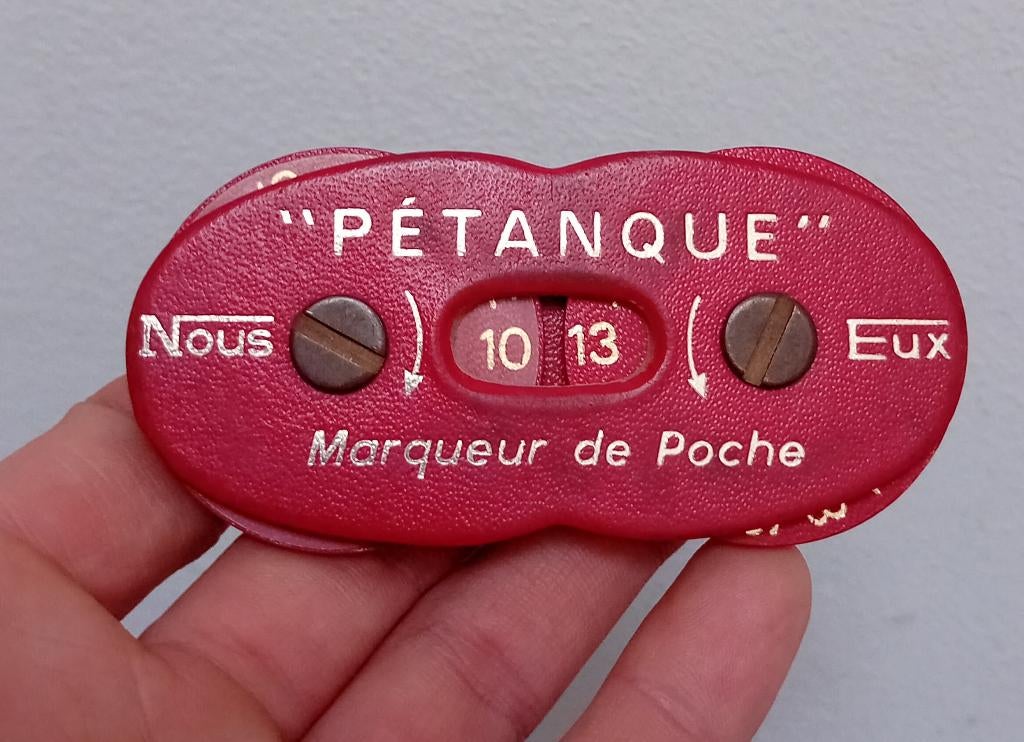 "PÉTANQUE"
Nous 10 13 Eux
Marqueur de Poche